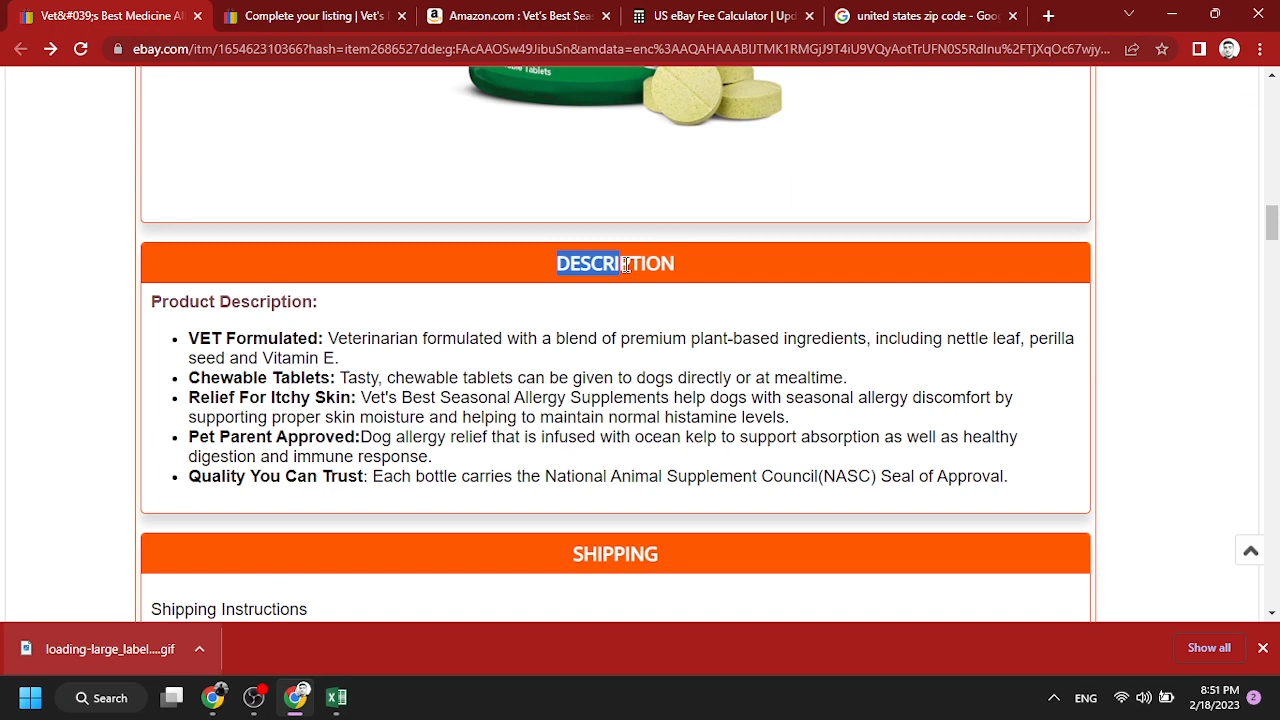 Vet&#039;s Best Medicine Al
Complete your listing | Vet's
Amazon.com : Vet's Best Seas
US eBay Fee Calculator | Upd
united states zip code - Goog
ebay.com/itm/165462310366?hash=item2686527dde:g:FAcAAOSw49JibuSn&amdata=enc%3AAQAHAAABIJTMK1RMGjJ9T4iU9VQyAotTrUFN0S5RdInu%2FTjXqOc67wjy...
Tablets
DESCRIPTION
Product Description:
• VET Formulated: Veterinarian formulated with a blend of premium plant-based ingredients, including nettle leaf, perilla
seed and Vitamin E.
• Chewable Tablets: Tasty, chewable tablets can be given to dogs directly or at mealtime.
• Relief For Itchy Skin: Vet's Best Seasonal Allergy Supplements help dogs with seasonal allergy discomfort by
supporting proper skin moisture and helping to maintain normal histamine levels.
• Pet Parent Approved:Dog allergy relief that is infused with ocean kelp to support absorption as well as healthy
digestion and immune response.
• Quality You Can Trust: Each bottle carries the National Animal Supplement Council(NASC) Seal of Approval.
SHIPPING
Shipping Instructions
loading-large_label....gif
Show all
Search
ENG
8:51 PM
2/18/2023
2